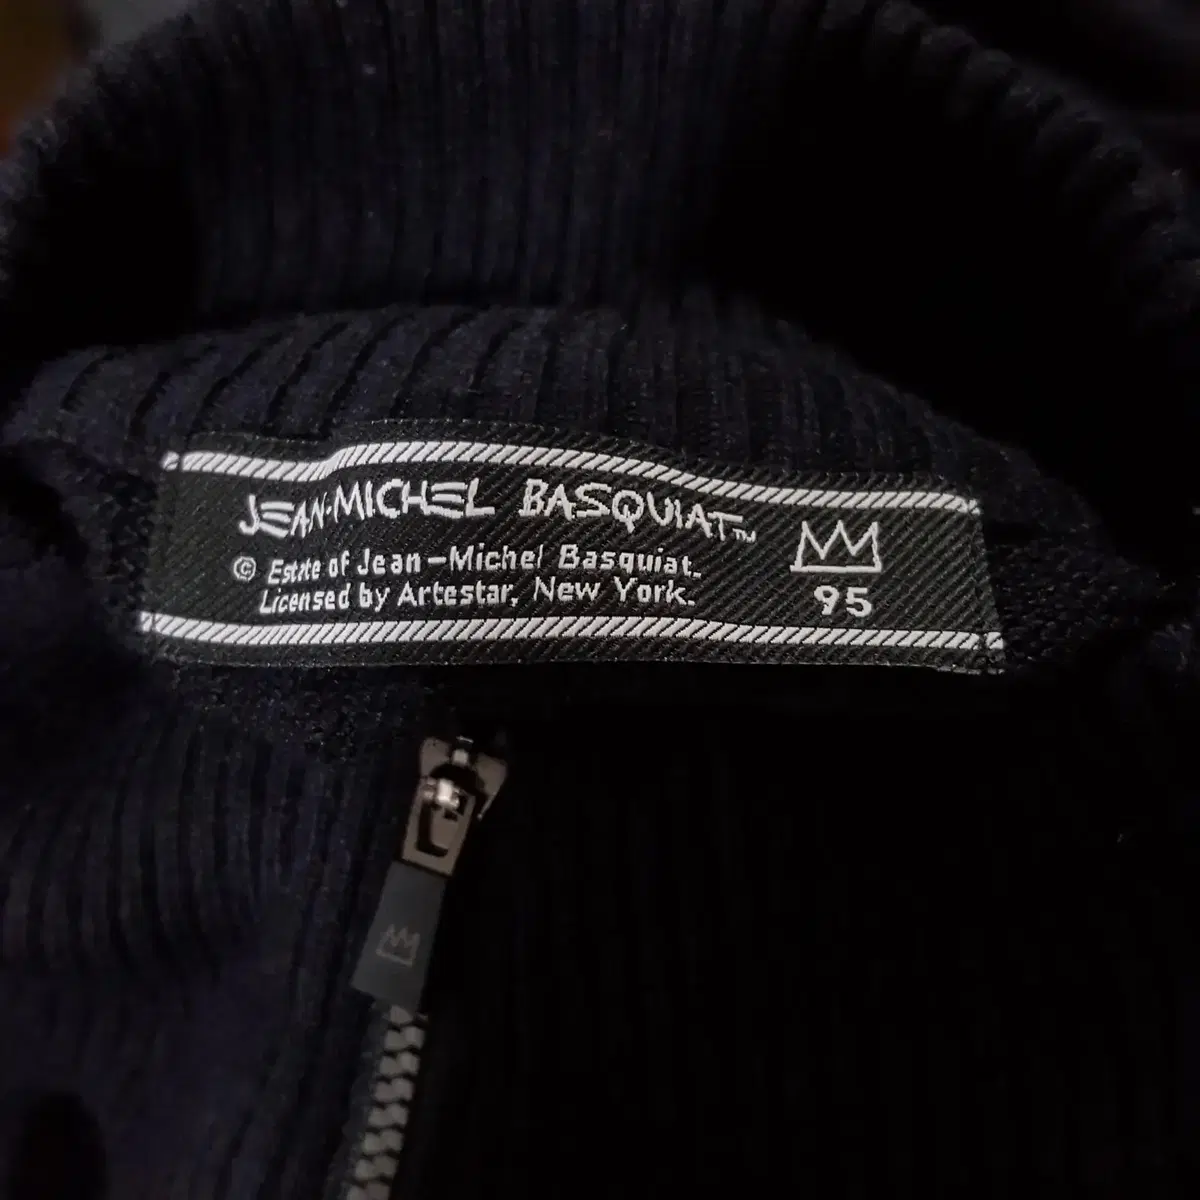 JEAN-MICHEL BASQUIAT™
© Estate of Jean-Michel Basquiat.
Licensed by Artestar, New York.
95